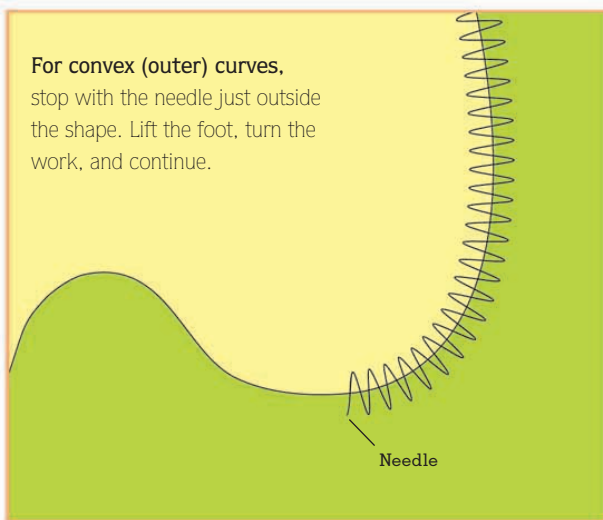 For convex (outer) curves,
stop with the needle just outside
the shape. Lift the foot, turn the
work, and continue.
Needle